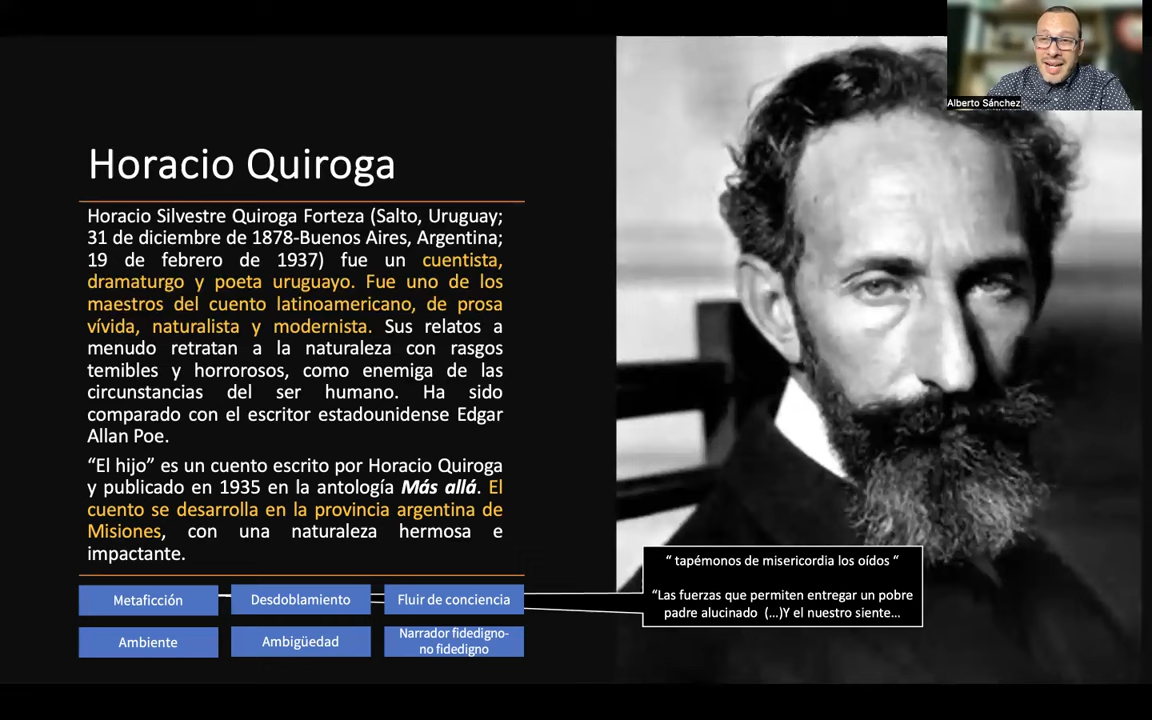 Alberto Sánchez
Horacio Quiroga
Horacio Silvestre Quiroga Forteza (Salto, Uruguay;
31 de diciembre de 1878-Buenos Aires, Argentina;
19 de febrero de 1937) fue un cuentista,
dramaturgo y poeta uruguayo. Fue uno de los
maestros del cuento latinoamericano, de prosa
vívida, naturalista y modernista. Sus relatos a
menudo retratan a la naturaleza con rasgos
temibles y horrorosos, como enemiga de las
circunstancias del ser humano. Ha sido
comparado con el escritor estadounidense Edgar
Allan Poe.
“El hijo” es un cuento escrito por Horacio Quiroga
y publicado en 1935 en la antología Más allá. El
cuento se desarrolla en la provincia argentina de
Misiones, con una naturaleza hermosa e
impactante.
Metaficción
Desdoblamiento
Fluir de conciencia
Ambiente
Ambigüedad
Narrador fidedigno-
no fidedigno
“ tapémonos de misericordia los oídos “
“Las fuerzas que permiten entregar un pobre
padre alucinado (...)Y el nuestro siente...